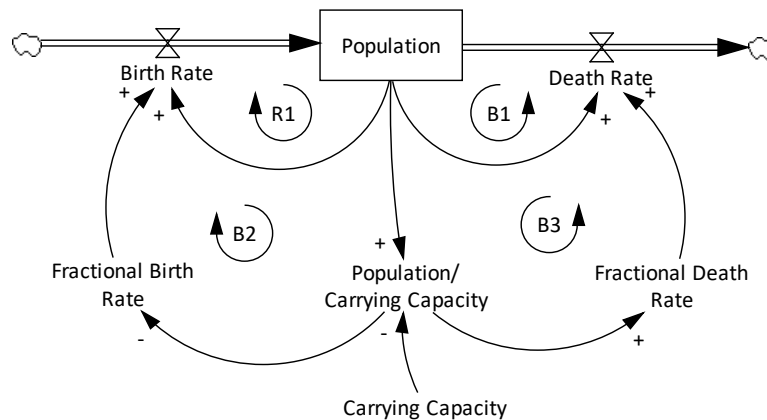 Population
Birth Rate
Death Rate
+
+
R1
B1
+
+
B2
B3
+
Fractional Birth
Rate
Population/
Carrying Capacity
Fractional Death
Rate
-
-
+
Carrying Capacity